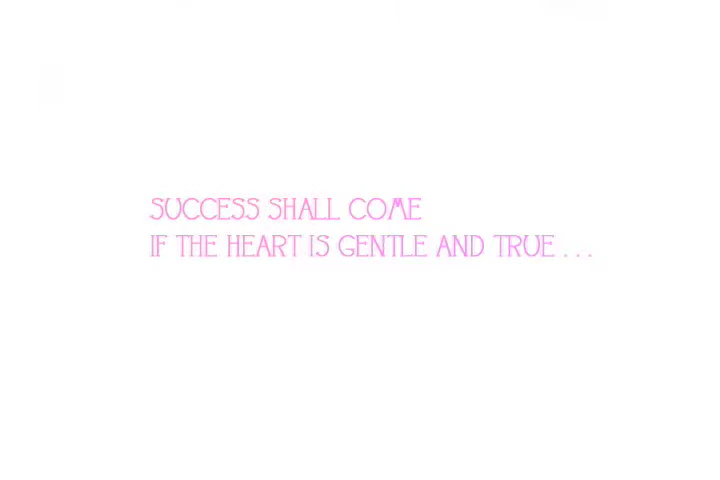 SUCCESS SHALL COME
IF THE HEART IS GENTLE AND TRUE . . .